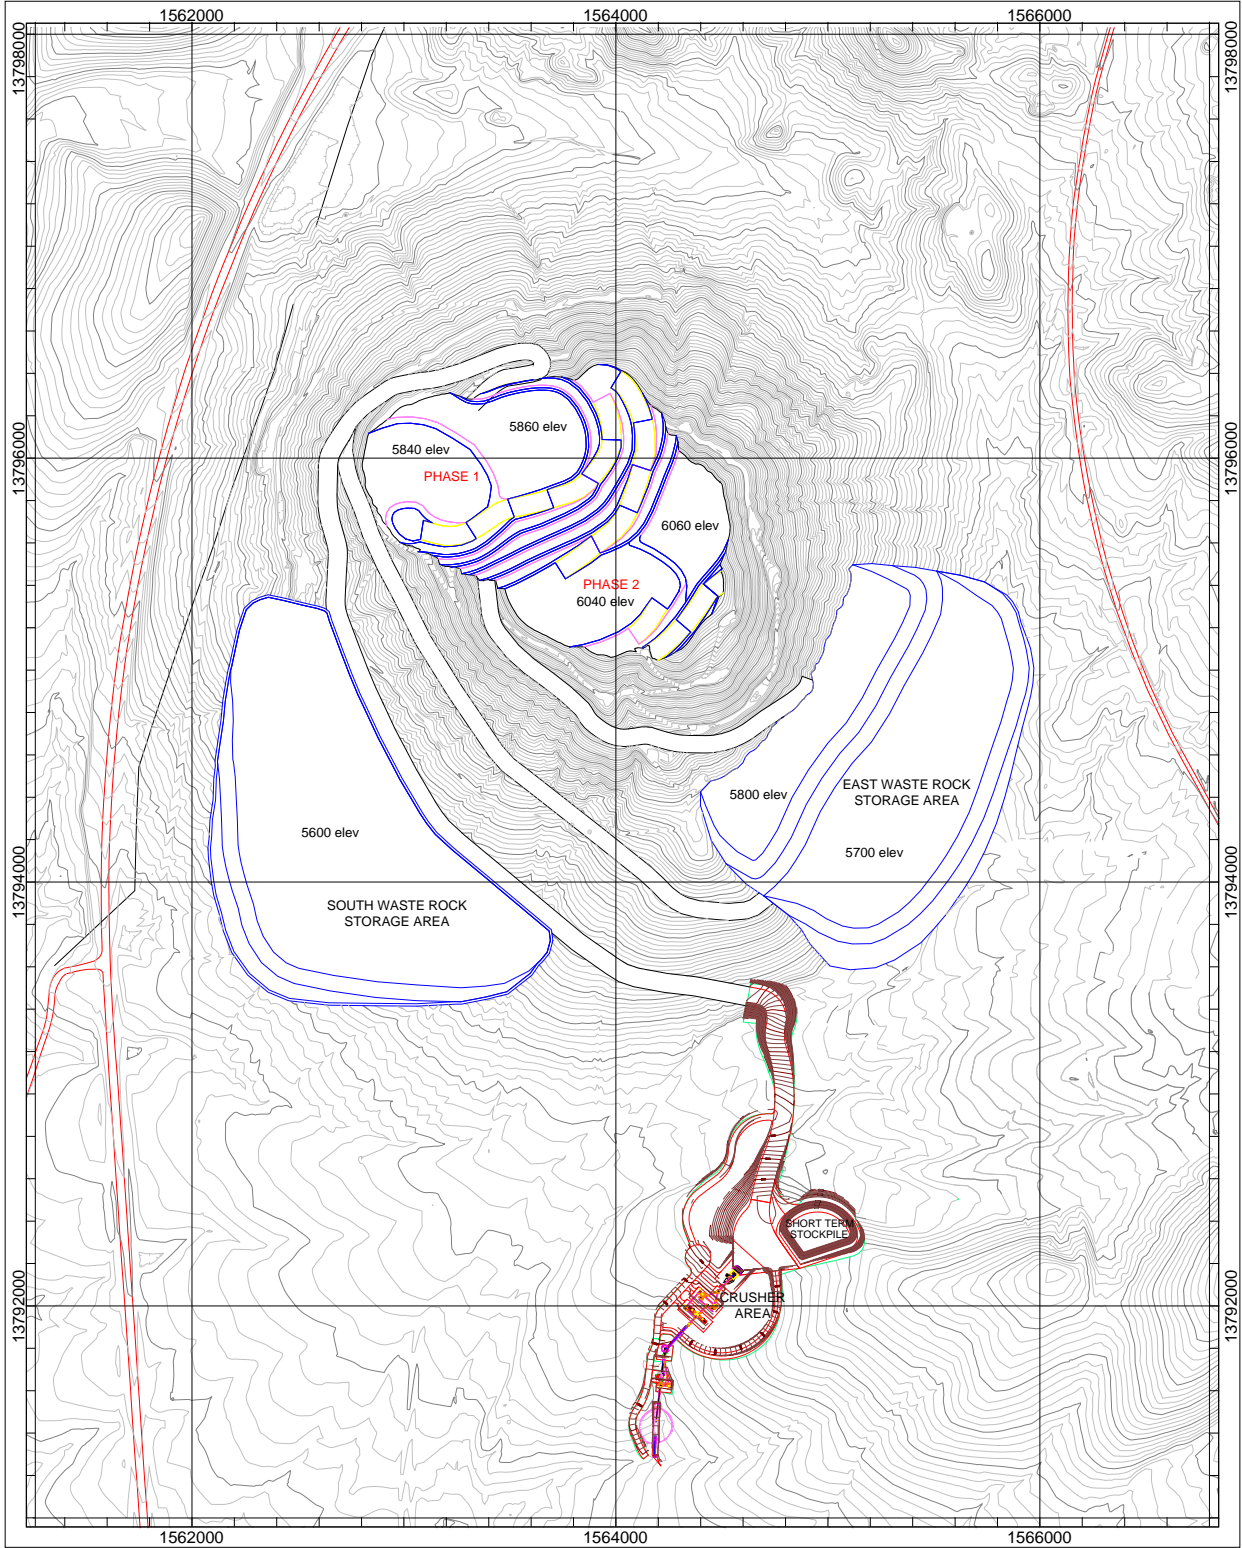 1562000
1564000
1566000
13798000
13798000
5860 elev
5840 elev
PHASE 1
13796000
13796000
6060 elev
PHASE 2
6040 elev
EAST WASTE ROCK
STORAGE AREA
5800 elev
5600 elev
5700 elev
13794000
13794000
SOUTH WASTE ROCK
STORAGE AREA
SHORT TERM
STOCKPILE
13792000
13792000
CRUSHER
AREA
1562000
1564000
1566000